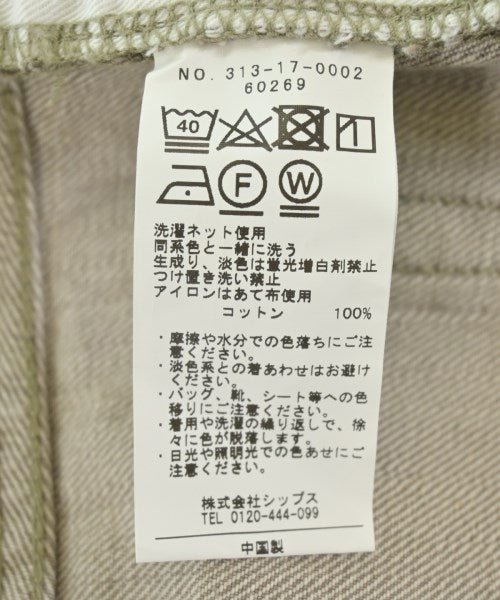 NO. 313-17-0002
60269
40
F
W
洗濯ネット使用
同系色と一緒に洗う
生成り、淡色は蛍光増白剤禁止
つけ置き洗い禁止
アイロンはあて布使用
コットン 100%
・摩擦や水分での色落ちにご注
意ください。
・淡色系との着あわせはお避け
ください。
・バッグ、靴、シート等への色
移りにご注意ください。
・着用や洗濯の繰り返しで、徐
々に色が脱落します。
・日光や照明光での色あせにご
注意ください。
株式会社シップス
TEL 0120-444-099
中国製